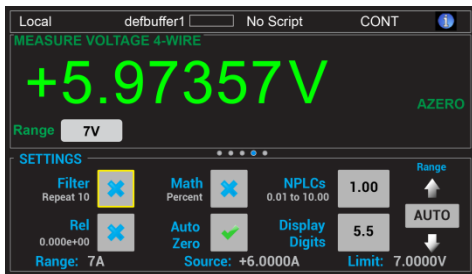 Local defbuffer1 No Script CONT i
MEASURE VOLTAGE 4-WIRE
+5.97357V
AZERO
Range 7V
SETTINGS
Range
Filter Math NPLCs 1.00
Repeat 10 Percent 0.01 to 10.00
AUTO
Rel Auto Display 5.5
0.000e+00 Zero Digits
Range: 7A Source: +6.0000A Limit: 7.0000V